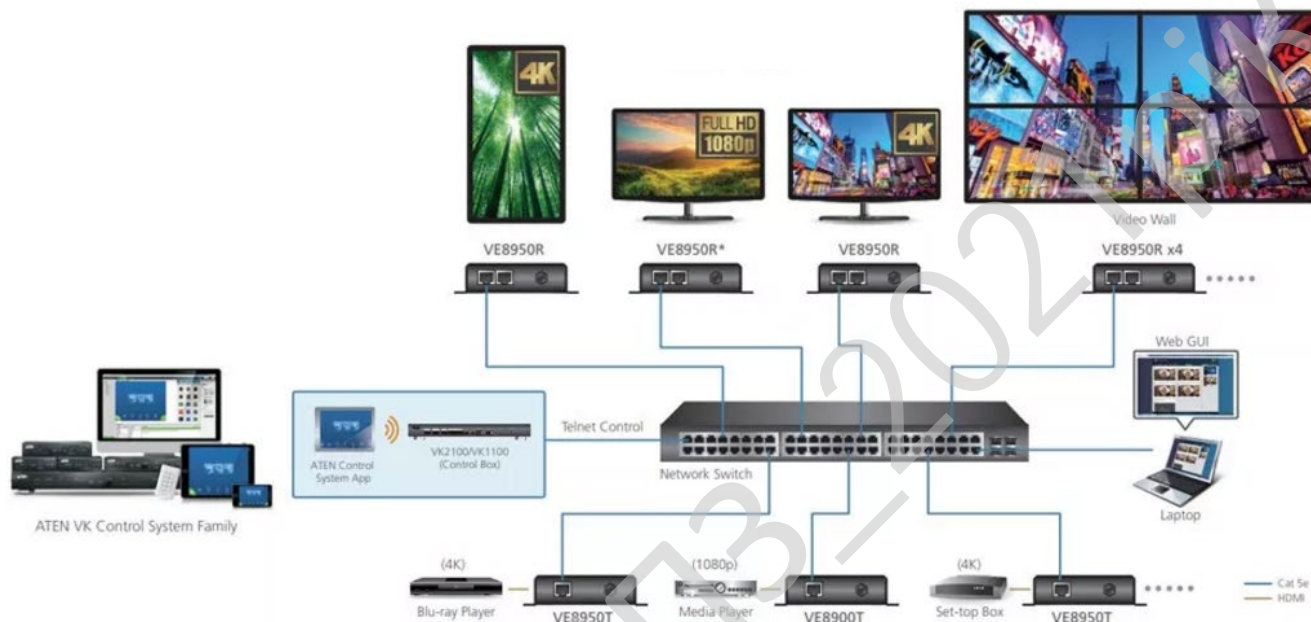 4K
FULL HD
1080p
4K
Video Wall
VE8950R
VE8950R*
VE8950R
VE8950R x4
Web GUI
Telnet Control
ATEN Control
System App
VK2100/VK1100
(Control Box)
Network Switch
Laptop
ATEN VK Control System Family
(4K)
(1080p)
(4K)
Blu-ray Player
VE8950T
Media Player
VE8900T
Set-top Box
VE8950T
Cat 5e
HDMI